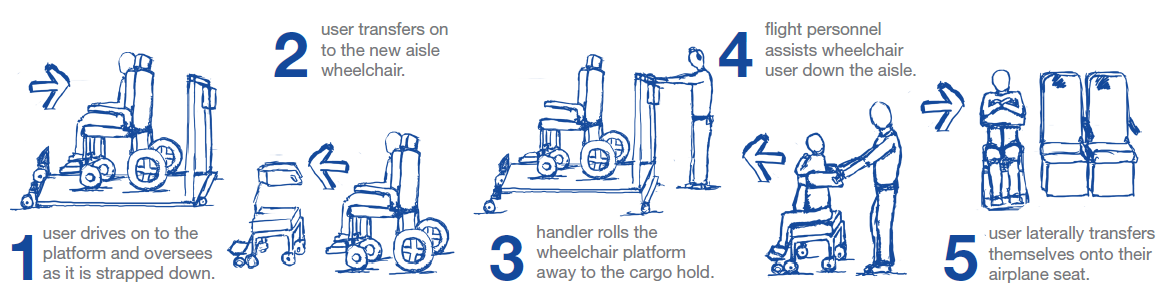 1
user drives on to the
platform and oversees
as it is strapped down.
2
user transfers on
to the new aisle
wheelchair.
3
handler rolls the
wheelchair platform
away to the cargo hold.
4
flight personnel
assists wheelchair
user down the aisle.
5
user laterally transfers
themselves onto their
airplane seat.